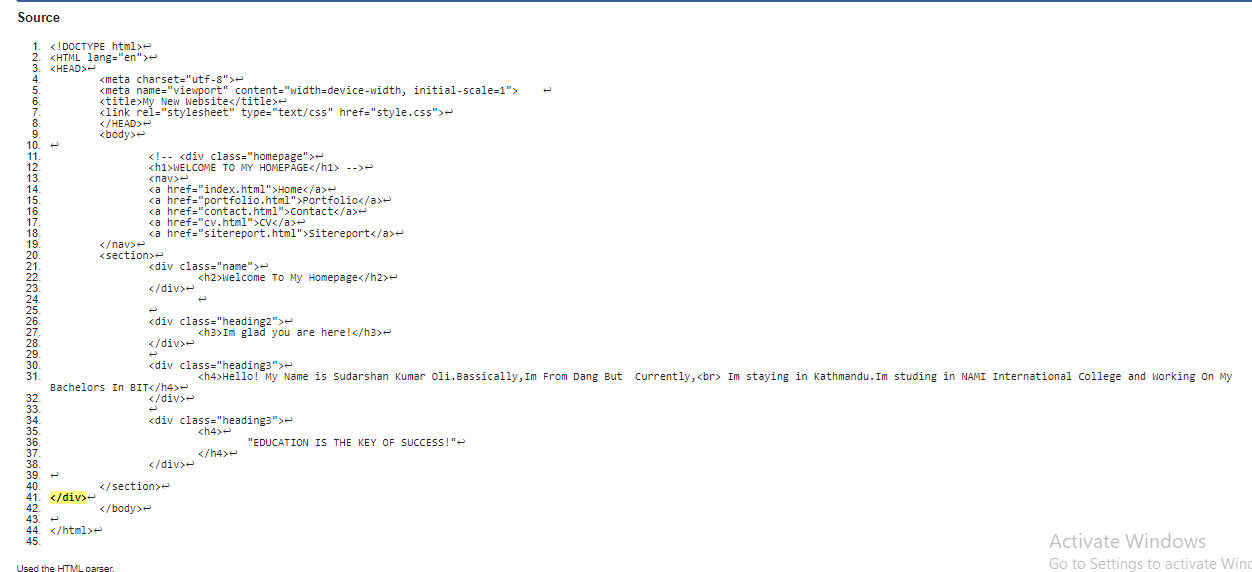 Source
1. <!DOCTYPE html>↩
2. <HTML lang="en">↩
3. <HEAD>↩
4. <meta charset="utf-8">↩
5. <meta name="viewport" content="width=device-width, initial-scale=1"> ↩
6. <title>My New Website</title>↩
7. <link rel="stylesheet" type="text/css" href="style.css">↩
8. </HEAD>↩
9. <body>↩
10. ↩
11. <!-- <div class="homepage">↩
12. <h1>WELCOME TO MY HOMEPAGE</h1> -->↩
13. <nav>↩
14. <a href="index.html">Home</a>↩
15. <a href="portfolio.html">Portfolio</a>↩
16. <a href="contact.html">Contact</a>↩
17. <a href="cv.html">CV</a>↩
18. <a href="sitereport.html">Sitereport</a>↩
19. </nav>↩
20. <section>↩
21. <div class="name">↩
22. <h2>Welcome To My Homepage</h2>↩
23. </div>↩
24. ↩
25. ↩
26. <div class="heading2">↩
27. <h3>Im glad you are here!</h3>↩
28. </div>↩
29. ↩
30. <div class="heading3">↩
31. <h4>Hello! My Name is Sudarshan Kumar Oli.Bassically,Im From Dang But  Currently,<br> Im staying in Kathmandu.Im studing in NAMI International College and Working On My
Bachelors In BIT</h4>↩
32. </div>↩
33. ↩
34. <div class="heading3">↩
35. <h4>↩
36. "EDUCATION IS THE KEY OF SUCCESS!"↩
37. </h4>↩
38. </div>↩
39. ↩
40. </section>↩
41. </div>↩
42. </body>↩
43. ↩
44. </html>↩
45.
Activate Windows
Go to Settings to activate Winc
Used the HTML parser.